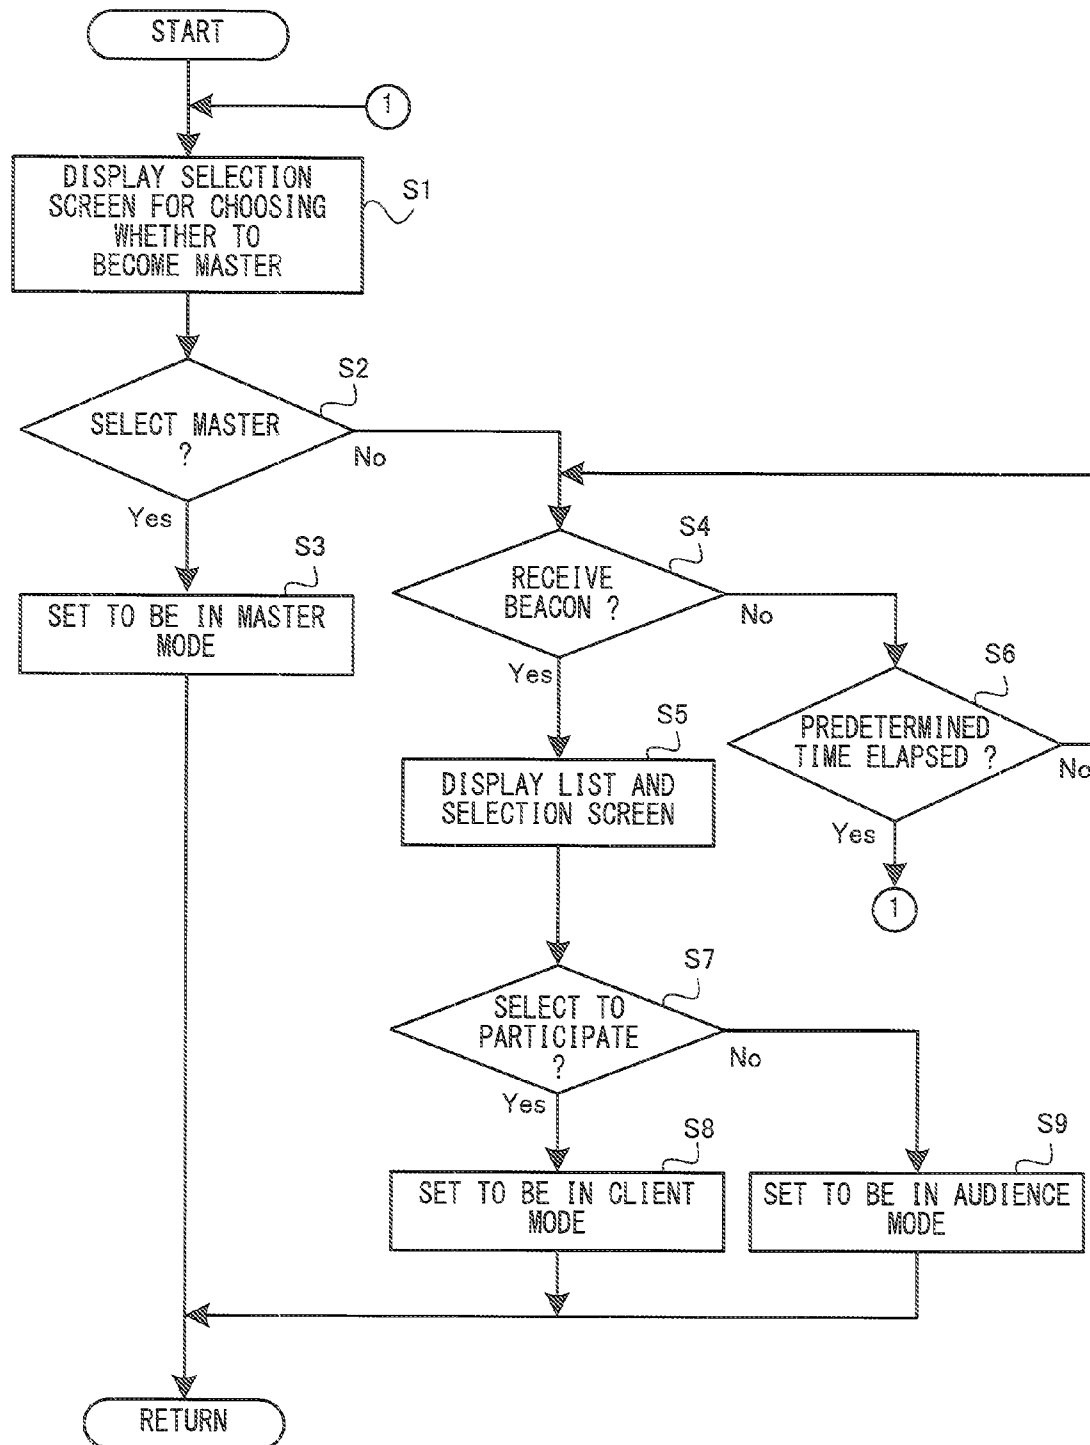 START
1
DISPLAY SELECTION
SCREEN FOR CHOOSING
WHETHER TO
BECOME MASTER
S1
S2
SELECT MASTER
?
No
Yes
S3
SET TO BE IN MASTER
MODE
S4
RECEIVE
BEACON ?
No
Yes
S6
PREDETERMINED
TIME ELAPSED ?
No
Yes
1
S5
DISPLAY LIST AND
SELECTION SCREEN
S7
SELECT TO
PARTICIPATE
?
No
Yes
S8
SET TO BE IN CLIENT
MODE
S9
SET TO BE IN AUDIENCE
MODE
RETURN